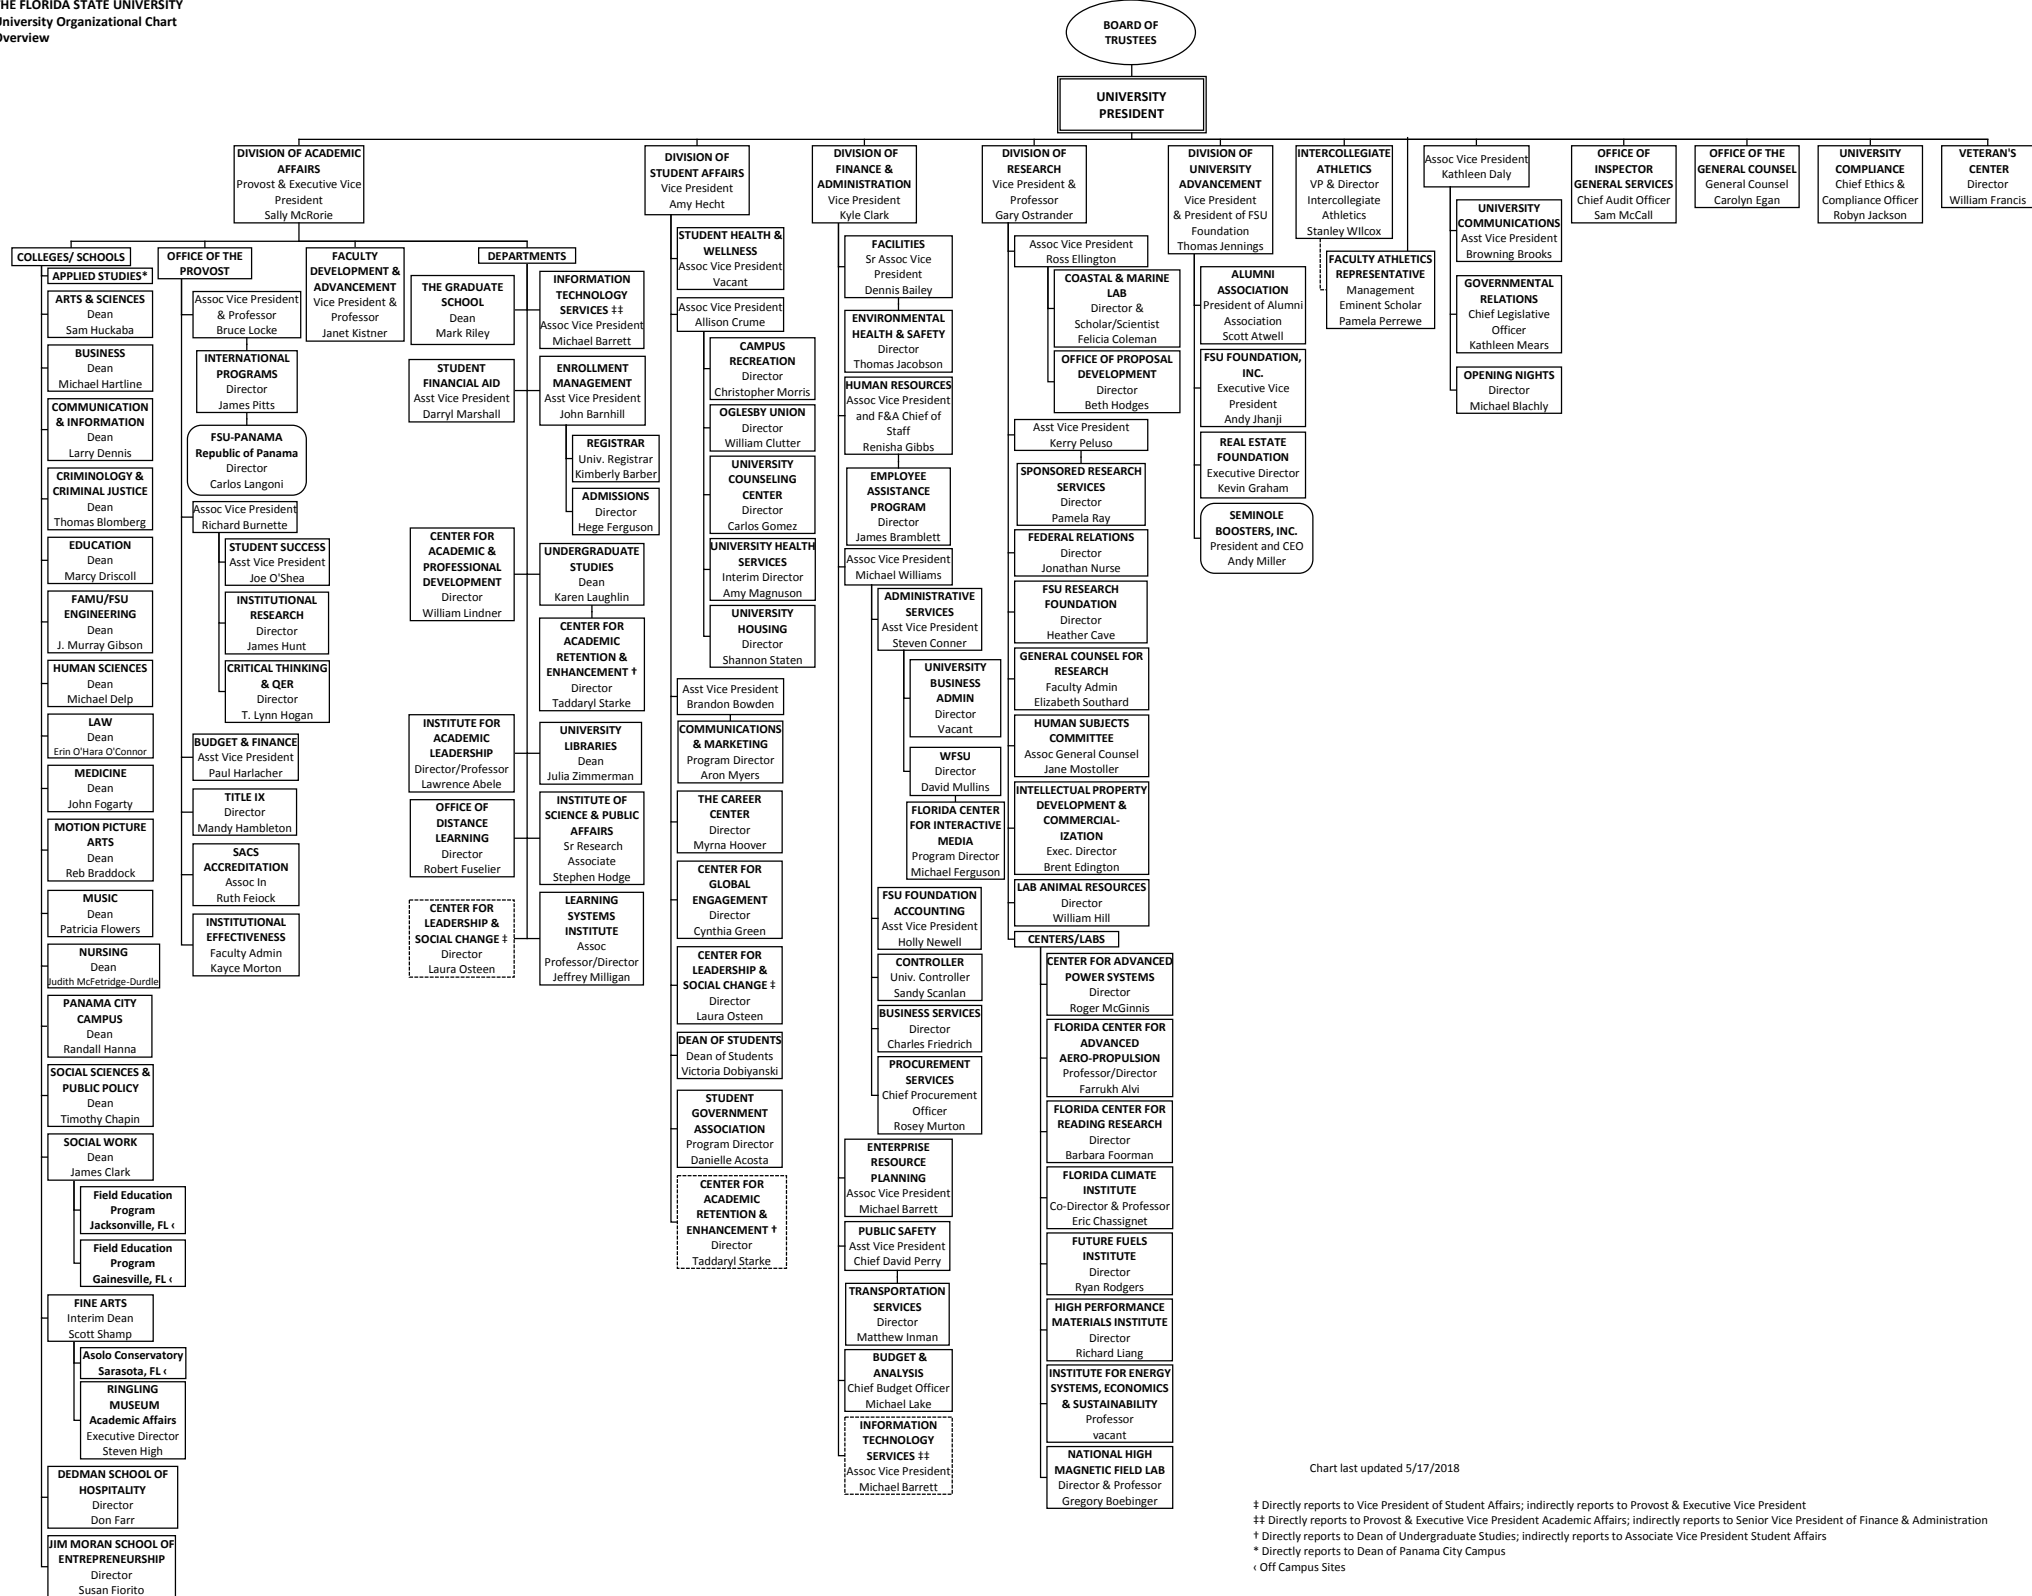 THE FLORIDA STATE UNIVERSITY
University Organizational Chart
Overview
BOARD OF
TRUSTEES
UNIVERSITY
PRESIDENT
DIVISION OF ACADEMIC
AFFAIRS
Provost & Executive Vice
President
Sally McRorie
COLLEGES/ SCHOOLS
APPLIED STUDIES*
ARTS & SCIENCES
Dean
Sam Huckaba
BUSINESS
Dean
Michael Hartline
COMMUNICATION
& INFORMATION
Dean
Larry Dennis
CRIMINOLOGY &
CRIMINAL JUSTICE
Dean
Thomas Blomberg
EDUCATION
Dean
Marcy Driscoll
FAMU/FSU
ENGINEERING
Dean
J. Murray Gibson
HUMAN SCIENCES
Dean
Michael Delp
LAW
Dean
Erin O'Hara O'Connor
MEDICINE
Dean
John Fogarty
MOTION PICTURE
ARTS
Dean
Reb Braddock
MUSIC
Dean
Patricia Flowers
NURSING
Dean
Judith McFetridge-Durdle
PANAMA CITY
CAMPUS
Dean
Randall Hanna
SOCIAL SCIENCES &
PUBLIC POLICY
Dean
Timothy Chapin
SOCIAL WORK
Dean
James Clark
Field Education
Program
Jacksonville, FL ‹
Field Education
Program
Gainesville, FL ‹
FINE ARTS
Interim Dean
Scott Shamp
Asolo Conservatory
Sarasota, FL ‹
RINGLING
MUSEUM
Academic Affairs
Executive Director
Steven High
DEDMAN SCHOOL OF
HOSPITALITY
Director
Don Farr
JIM MORAN SCHOOL OF
ENTREPRENEURSHIP
Director
Susan Fiorito
OFFICE OF THE
PROVOST
Assoc Vice President
& Professor
Bruce Locke
INTERNATIONAL
PROGRAMS
Director
James Pitts
FSU-PANAMA
Republic of Panama
Director
Carlos Langoni
Assoc Vice President
Richard Burnette
STUDENT SUCCESS
Asst Vice President
Joe O'Shea
INSTITUTIONAL
RESEARCH
Director
James Hunt
CRITICAL THINKING
& QER
Director
T. Lynn Hogan
BUDGET & FINANCE
Asst Vice President
Paul Harlacher
TITLE IX
Director
Mandy Hambleton
SACS
ACCREDITATION
Assoc In
Ruth Feiock
INSTITUTIONAL
EFFECTIVENESS
Faculty Admin
Kayce Morton
FACULTY
DEVELOPMENT &
ADVANCEMENT
Vice President &
Professor
Janet Kistner
DEPARTMENTS
THE GRADUATE
SCHOOL
Dean
Mark Riley
INFORMATION
TECHNOLOGY
SERVICES ‡‡
Assoc Vice President
Michael Barrett
STUDENT
FINANCIAL AID
Asst Vice President
Darryl Marshall
ENROLLMENT
MANAGEMENT
Asst Vice President
John Barnhill
REGISTRAR
Univ. Registrar
Kimberly Barber
ADMISSIONS
Director
Hege Ferguson
CENTER FOR
ACADEMIC &
PROFESSIONAL
DEVELOPMENT
Director
William Lindner
UNDERGRADUATE
STUDIES
Dean
Karen Laughlin
CENTER FOR
ACADEMIC
RETENTION &
ENHANCEMENT †
Director
Taddaryl Starke
INSTITUTE FOR
ACADEMIC
LEADERSHIP
Director/Professor
Lawrence Abele
UNIVERSITY
LIBRARIES
Dean
Julia Zimmerman
OFFICE OF
DISTANCE
LEARNING
Director
Robert Fuselier
INSTITUTE OF
SCIENCE & PUBLIC
AFFAIRS
Sr Research
Associate
Stephen Hodge
CENTER FOR
LEADERSHIP &
SOCIAL CHANGE ‡
Director
Laura Osteen
LEARNING
SYSTEMS
INSTITUTE
Assoc
Professor/Director
Jeffrey Milligan
DIVISION OF
STUDENT AFFAIRS
Vice President
Amy Hecht
STUDENT HEALTH &
WELLNESS
Assoc Vice President
Vacant
Assoc Vice President
Allison Crume
CAMPUS
RECREATION
Director
Christopher Morris
OGLESBY UNION
Director
William Clutter
UNIVERSITY
COUNSELING
CENTER
Director
Carlos Gomez
UNIVERSITY HEALTH
SERVICES
Interim Director
Amy Magnuson
UNIVERSITY
HOUSING
Director
Shannon Staten
Asst Vice President
Brandon Bowden
COMMUNICATIONS
& MARKETING
Program Director
Aron Myers
THE CAREER
CENTER
Director
Myrna Hoover
CENTER FOR
GLOBAL
ENGAGEMENT
Director
Cynthia Green
CENTER FOR
LEADERSHIP &
SOCIAL CHANGE ‡
Director
Laura Osteen
DEAN OF STUDENTS
Dean of Students
Victoria Dobiyanski
STUDENT
GOVERNMENT
ASSOCIATION
Program Director
Danielle Acosta
CENTER FOR
ACADEMIC
RETENTION &
ENHANCEMENT †
Director
Taddaryl Starke
DIVISION OF
FINANCE &
ADMINISTRATION
Vice President
Kyle Clark
FACILITIES
Sr Assoc Vice
President
Dennis Bailey
ENVIRONMENTAL
HEALTH & SAFETY
Director
Thomas Jacobson
HUMAN RESOURCES
Assoc Vice President
and F&A Chief of
Staff
Renisha Gibbs
EMPLOYEE
ASSISTANCE
PROGRAM
Director
James Bramblett
Assoc Vice President
Michael Williams
ADMINISTRATIVE
SERVICES
Asst Vice President
Steven Conner
UNIVERSITY
BUSINESS
ADMIN
Director
Vacant
WFSU
Director
David Mullins
FLORIDA CENTER
FOR INTERACTIVE
MEDIA
Program Director
Michael Ferguson
FSU FOUNDATION
ACCOUNTING
Asst Vice President
Holly Newell
CONTROLLER
Univ. Controller
Sandy Scanlan
BUSINESS SERVICES
Director
Charles Friedrich
PROCUREMENT
SERVICES
Chief Procurement
Officer
Rosey Murton
ENTERPRISE
RESOURCE
PLANNING
Assoc Vice President
Michael Barrett
PUBLIC SAFETY
Asst Vice President
Chief David Perry
TRANSPORTATION
SERVICES
Director
Matthew Inman
BUDGET &
ANALYSIS
Chief Budget Officer
Michael Lake
INFORMATION
TECHNOLOGY
SERVICES ‡‡
Assoc Vice President
Michael Barrett
DIVISION OF
RESEARCH
Vice President &
Professor
Gary Ostrander
Assoc Vice President
Ross Ellington
COASTAL & MARINE
LAB
Director &
Scholar/Scientist
Felicia Coleman
OFFICE OF PROPOSAL
DEVELOPMENT
Director
Beth Hodges
Asst Vice President
Kerry Peluso
SPONSORED RESEARCH
SERVICES
Director
Pamela Ray
FEDERAL RELATIONS
Director
Jonathan Nurse
FSU RESEARCH
FOUNDATION
Director
Heather Cave
GENERAL COUNSEL FOR
RESEARCH
Faculty Admin
Elizabeth Southard
HUMAN SUBJECTS
COMMITTEE
Assoc General Counsel
Jane Mostoller
INTELLECTUAL PROPERTY
DEVELOPMENT &
COMMERCIAL-
IZATION
Exec. Director
Brent Edington
LAB ANIMAL RESOURCES
Director
William Hill
CENTERS/LABS
CENTER FOR ADVANCED
POWER SYSTEMS
Director
Roger McGinnis
FLORIDA CENTER FOR
ADVANCED
AERO-PROPULSION
Professor/Director
Farrukh Alvi
FLORIDA CENTER FOR
READING RESEARCH
Director
Barbara Foorman
FLORIDA CLIMATE
INSTITUTE
Co-Director & Professor
Eric Chassignet
FUTURE FUELS
INSTITUTE
Director
Ryan Rodgers
HIGH PERFORMANCE
MATERIALS INSTITUTE
Director
Richard Liang
INSTITUTE FOR ENERGY
SYSTEMS, ECONOMICS
& SUSTAINABILITY
Professor
vacant
NATIONAL HIGH
MAGNETIC FIELD LAB
Director & Professor
Gregory Boebinger
DIVISION OF
UNIVERSITY
ADVANCEMENT
Vice President
& President of FSU
Foundation
Thomas Jennings
ALUMNI
ASSOCIATION
President of Alumni
Association
Scott Atwell
FSU FOUNDATION,
INC.
Executive Vice
President
Andy Jhanji
REAL ESTATE
FOUNDATION
Executive Director
Kevin Graham
SEMINOLE
BOOSTERS, INC.
President and CEO
Andy Miller
INTERCOLLEGIATE
ATHLETICS
VP & Director
Intercollegiate
Athletics
Stanley WIlcox
FACULTY ATHLETICS
REPRESENTATIVE
Management
Eminent Scholar
Pamela Perrewe
Assoc Vice President
Kathleen Daly
UNIVERSITY
COMMUNICATIONS
Asst Vice President
Browning Brooks
GOVERNMENTAL
RELATIONS
Chief Legislative
Officer
Kathleen Mears
OPENING NIGHTS
Director
Michael Blachly
OFFICE OF
INSPECTOR
GENERAL SERVICES
Chief Audit Officer
Sam McCall
OFFICE OF THE
GENERAL COUNSEL
General Counsel
Carolyn Egan
UNIVERSITY
COMPLIANCE
Chief Ethics &
Compliance Officer
Robyn Jackson
VETERAN'S
CENTER
Director
William Francis
Chart last updated 5/17/2018
‡ Directly reports to Vice President of Student Affairs; indirectly reports to Provost & Executive Vice President
‡‡ Directly reports to Provost & Executive Vice President Academic Affairs; indirectly reports to Senior Vice President of Finance & Administration
† Directly reports to Dean of Undergraduate Studies; indirectly reports to Associate Vice President Student Affairs
* Directly reports to Dean of Panama City Campus
‹ Off Campus Sites